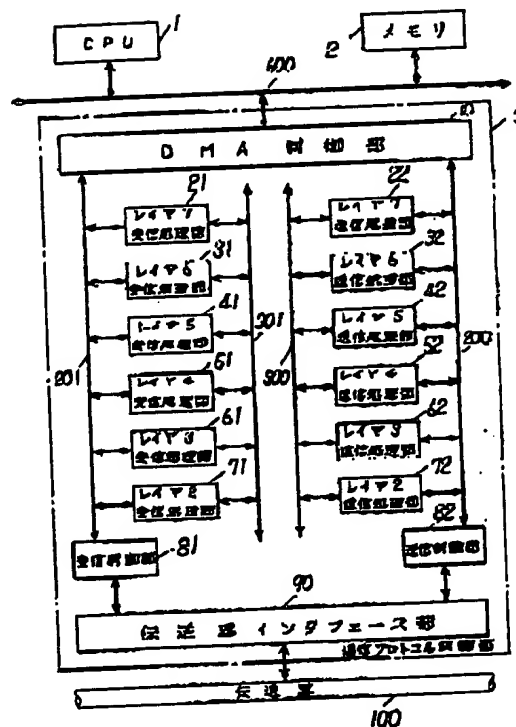 CPU
1
メモリ
2
400
DMA制御部
21
レイヤ7
受信処理部
22
レイヤ7
送信処理部
31
レイヤ6
受信処理部
32
レイヤ6
送信処理部
41
レイヤ5
受信処理部
42
レイヤ5
送信処理部
201
301
300
200
レイヤ4
受信処理部
52
レイヤ4
送信処理部
61
レイヤ3
受信処理部
62
レイヤ3
送信処理部
71
レイヤ2
受信処理部
72
レイヤ2
送信処理部
受信制御部
81
送信制御部
82
90
伝送路インタフェース部
通信プロトコル制御部
伝送路
100